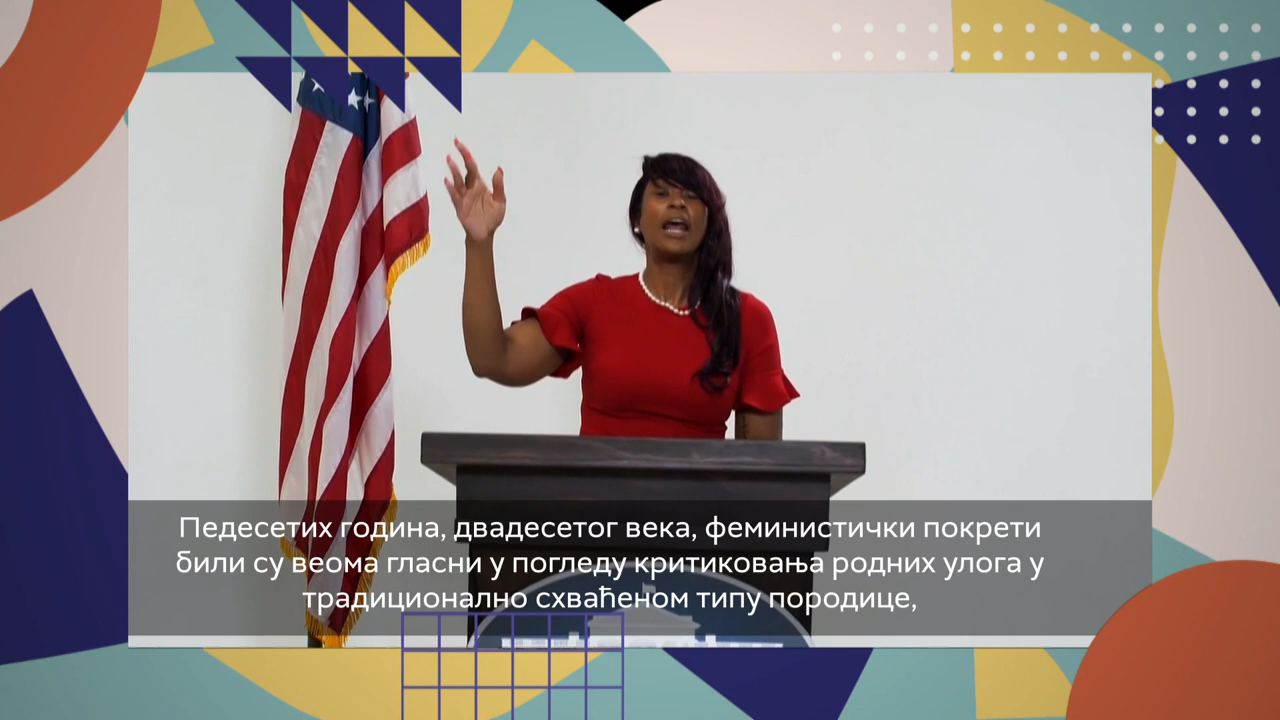 Педесетих година, двадесетог века, феминистички покрети
били су веома гласни у погледу критиковања родних улога у
традиционално схваћеном типу породице,